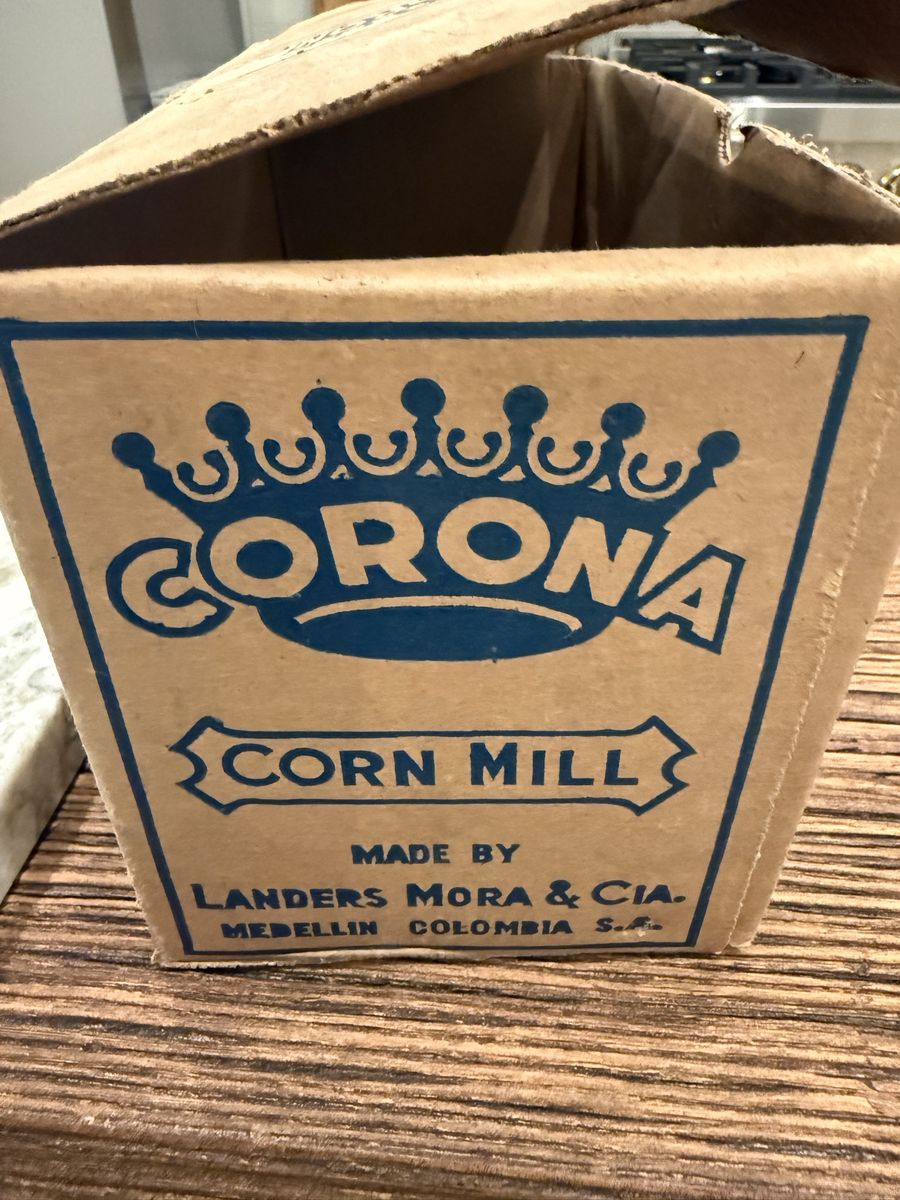 CORONA
CORN MILL
MADE BY
LANDERS MORA & CIA.
MEDELLIN COLOMBIA S.A.